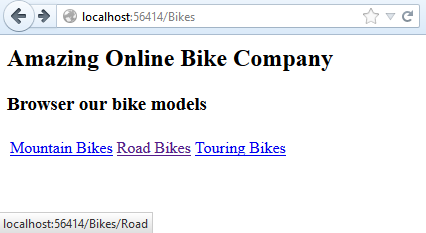 localhost:56414/Bikes
Amazing Online Bike Company
Browser our bike models
Mountain Bikes Road Bikes Touring Bikes
localhost:56414/Bikes/Road